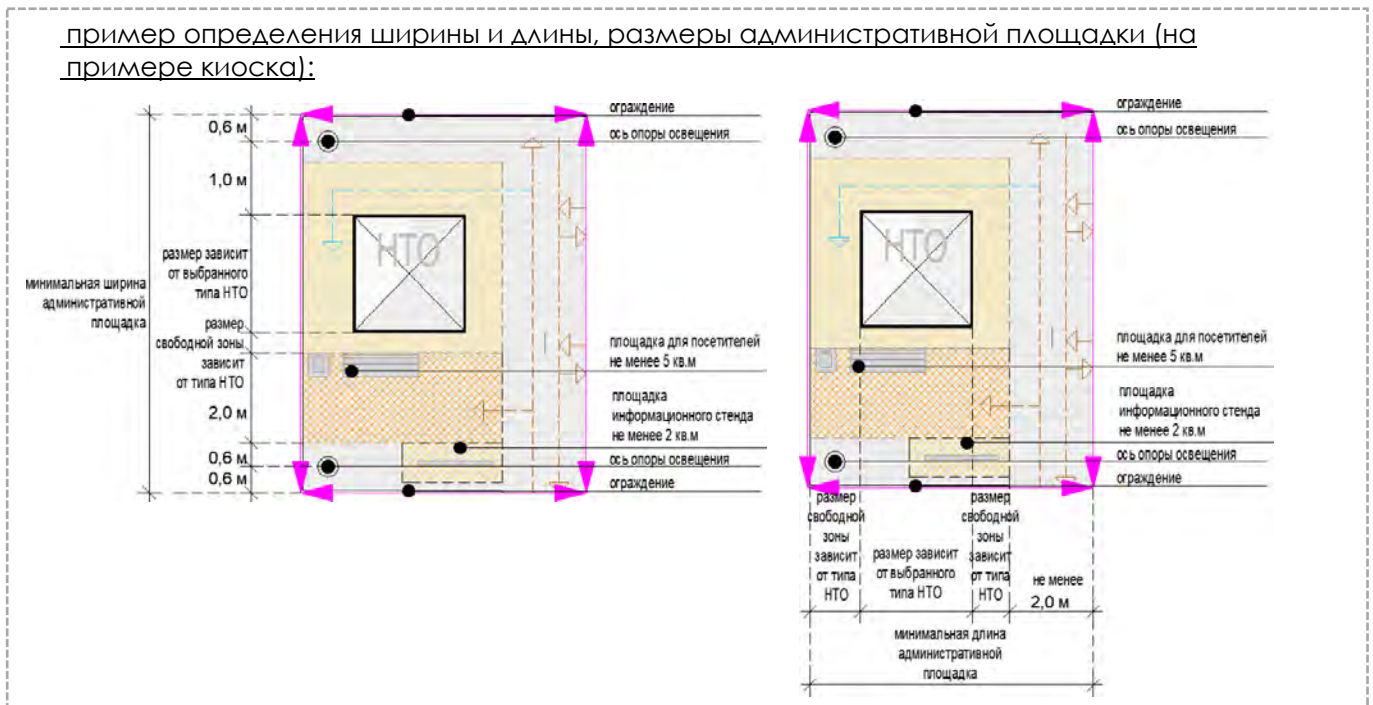 пример определения ширины и длины, размеры административной площадки (на
примере киоска):
0,6 м
1,0 м
размер зависит
от выбранного
типа НТО
минимальная ширина
административной
площадка
размер
свободной зоны
зависит
от типа НТО
2,0 м
0,6 м
0,6 м
НТО
ограждение
ось опоры освещения
площадка для посетителей
не менее 5 кв.м
площадка
информационного стенда
не менее 2 кв.м
ось опоры освещения
ограждение
НТО
ограждение
ось опоры освещения
площадка для посетителей
не менее 5 кв.м
площадка
информационного стенда
не менее 2 кв.м
ось опоры освещения
ограждение
размер
свободной
зоны
зависит
от типа
НТО
размер зависит
от выбранного
типа НТО
размер
свободной
зоны
зависит
от типа
НТО
не менее
2,0 м
минимальная длина
административной
площадка